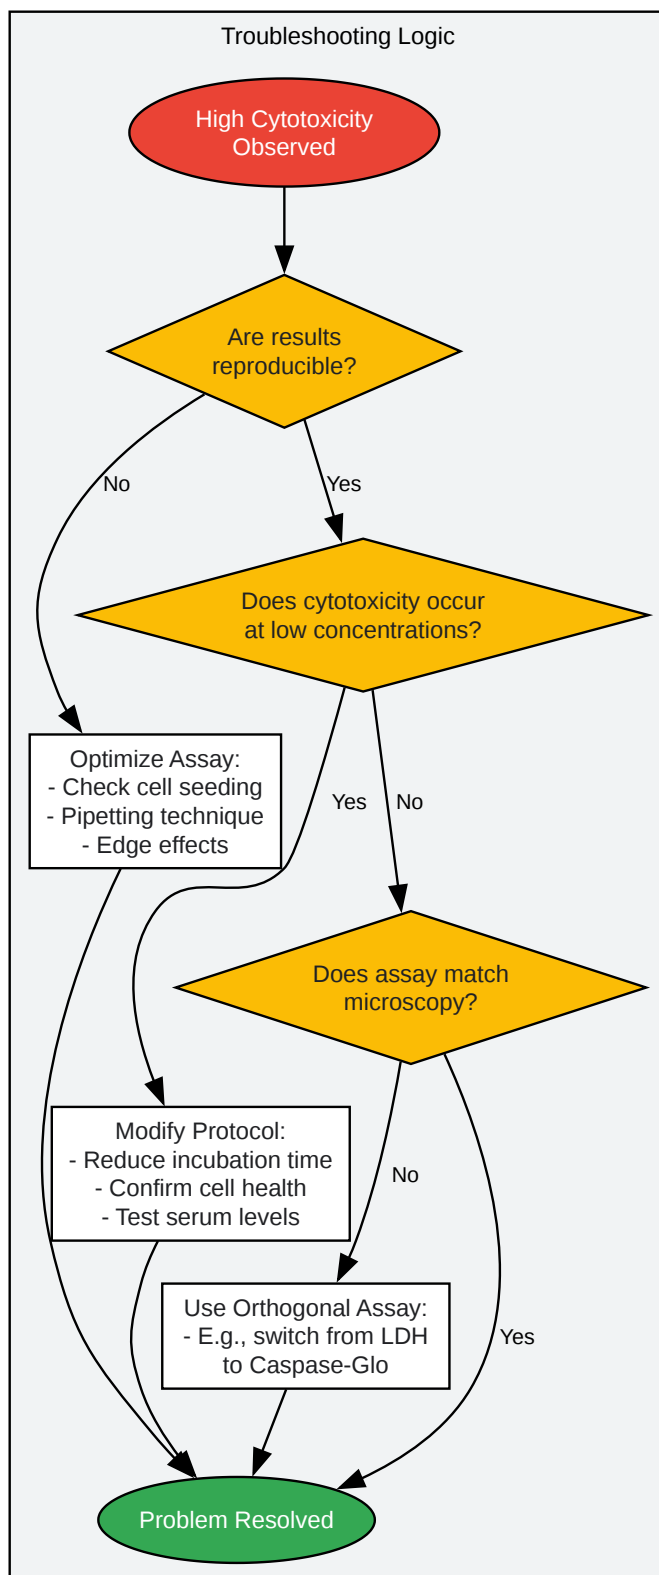 Troubleshooting Logic
High Cytotoxicity
Observed
Are results
reproducible?
No
Yes
Does cytotoxicity occur
at low concentrations?
Optimize Assay:
- Check cell seeding
- Pipetting technique
- Edge effects
Yes
No
Does assay match
microscopy?
Modify Protocol:
- Reduce incubation time
- Confirm cell health
- Test serum levels
No
Use Orthogonal Assay:
- E.g., switch from LDH
to Caspase-Glo
Yes
Problem Resolved